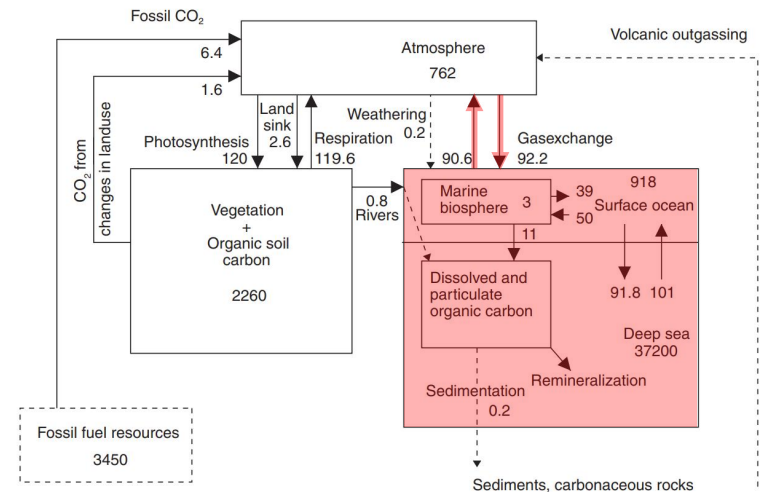 Fossil CO2
6.4
1.6
Atmosphere
762
Volcanic outgassing
CO2 from
changes in landuse
Photosynthesis
120
Land
sink
2.6
Respiration
119.6
Weathering
0.2
90.6
Gasexchange
92.2
Vegetation
+
Organic soil
carbon
2260
0.8
Rivers
Marine
biosphere 3
39
50
918
Surface ocean
11
Dissolved and
particulate
organic carbon
91.8 101
Deep sea
37200
Remineralization
Sedimentation
0.2
Fossil fuel resources
3450
Sediments, carbonaceous rocks